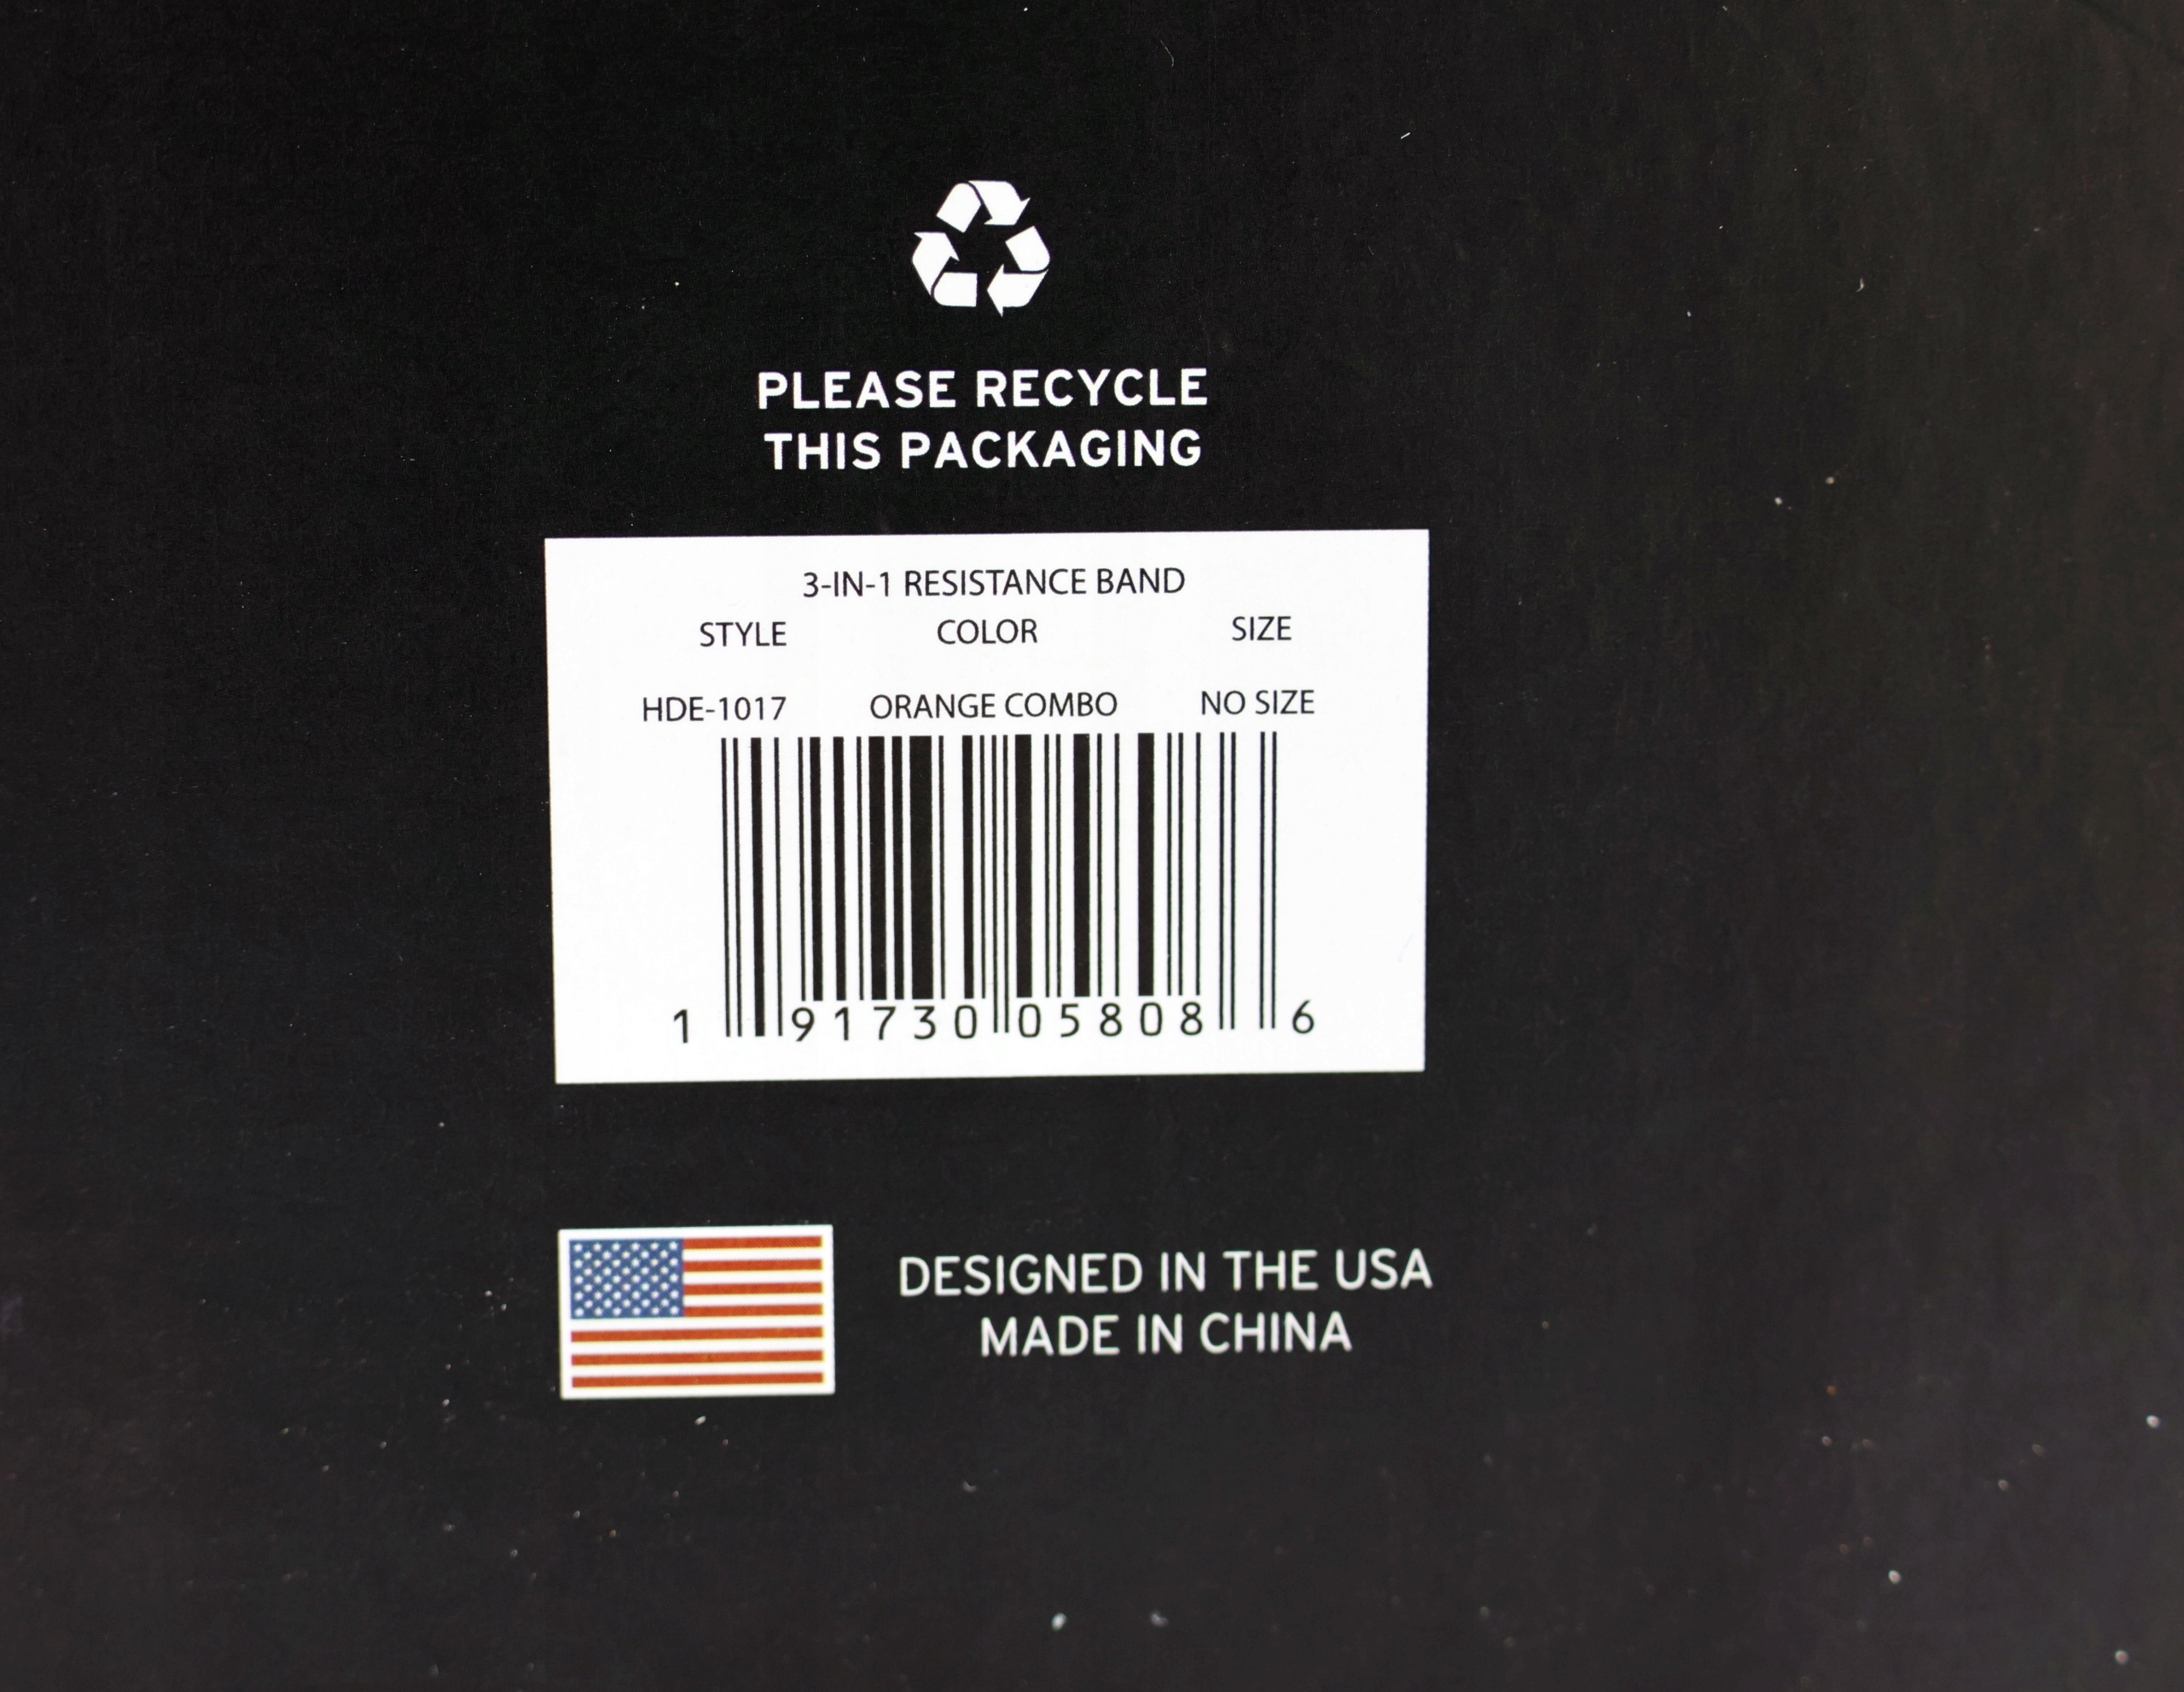 PLEASE RECYCLE
THIS PACKAGING
3-IN-1 RESISTANCE BAND
STYLE COLOR SIZE
HDE-1017 ORANGE COMBO NO SIZE
1 91730 05808 6
DESIGNED IN THE USA
MADE IN CHINA